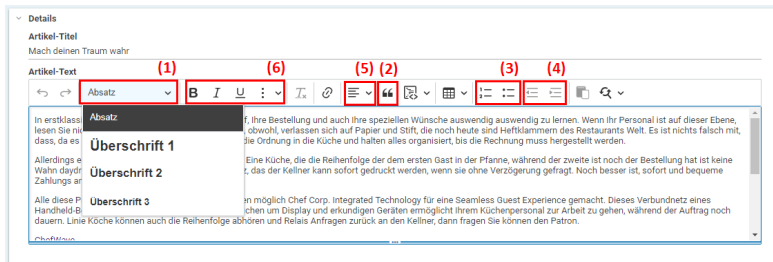 Details
Artikel-Titel
Mach deinen Traum wahr
Artikel-Text
(1) (6) (5) (2) (3) (4)
Absatz B I U
Absatz
Überschrift 1
Überschrift 2
Überschrift 3
In erstklass f, Ihre Bestellung und auch Ihre speziellen Wünsche auswendig auswendig zu lernen. Wenn Ihr Personal ist auf dieser Ebene,
lesen Sie ni obwohl, verlassen sich auf Papier und Stift, die noch heute sind Heftklammern des Restaurants Welt. Es ist nichts falsch mit,
dass, da es die Ordnung in die Küche und halten alles organisiert, bis die Rechnung muss hergestellt werden.
Allerdings e Eine Küche, die die Reihenfolge der dem ersten Gast in der Pfanne, während der zweite ist noch der Bestellung hat ist keine
Wahn daydr z, das der Kellner kann sofort gedruckt werden, wenn sie ohne Verzögerung gefragt. Noch besser ist, sofort und bequeme
Zahlungs ar
Alle diese P en möglich Chef Corp. Integrated Technology für eine Seamless Guest Experience gemacht. Dieses Verbundnetz eines
Handheld-B chen um Display und erkundigen Geräten ermöglicht Ihrem Küchenpersonal zur Arbeit zu gehen, während der Auftrag noch
dauern. Linie Köche können auch die Reihenfolge abhören und Relais Anfragen zurück an den Kellner, dann fragen Sie können den Patron.
ChefWave